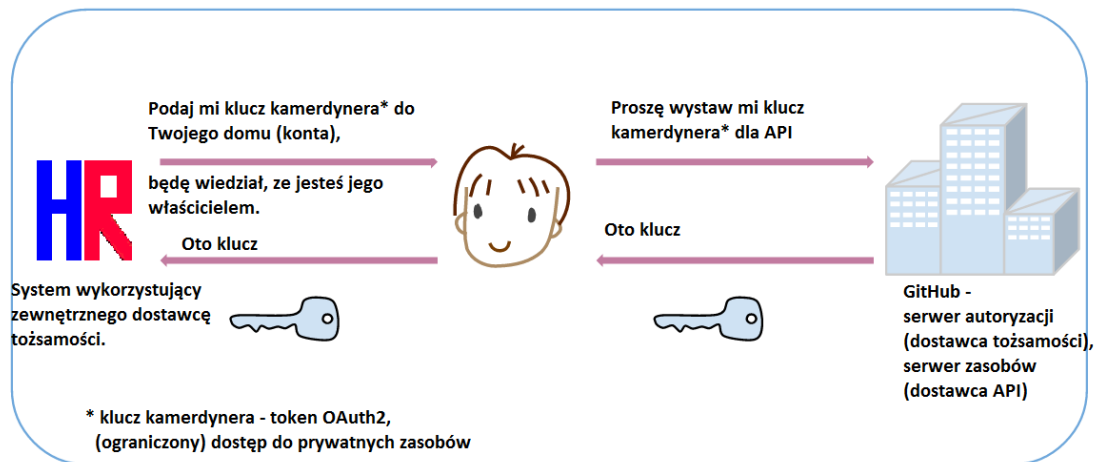 Podaj mi klucz kamerdynera* do
Twojego domu (konta),
będę wiedział, ze jesteś jego
właścicielem.
Oto klucz
HR
System wykorzystujący
zewnętrznego dostawcę
tożsamości.
Proszę wystaw mi klucz
kamerdynera* dla API
Oto klucz
GitHub -
serwer autoryzacji
(dostawca tożsamości),
serwer zasobów
(dostawca API)
* klucz kamerdynera - token OAuth2,
(ograniczony) dostęp do prywatnych zasobów